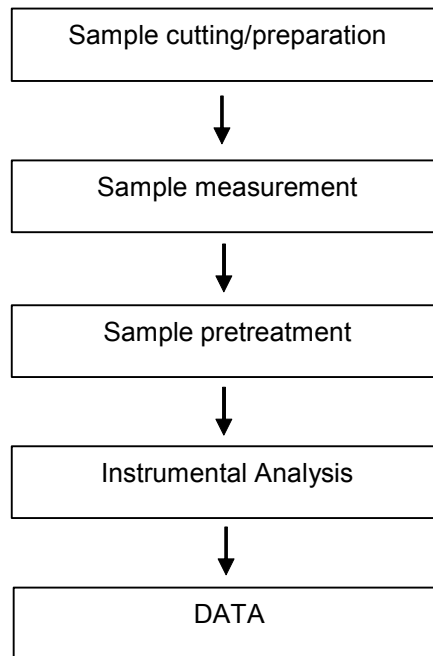 Sample cutting/preparation
Sample measurement
Sample pretreatment
Instrumental Analysis
DATA